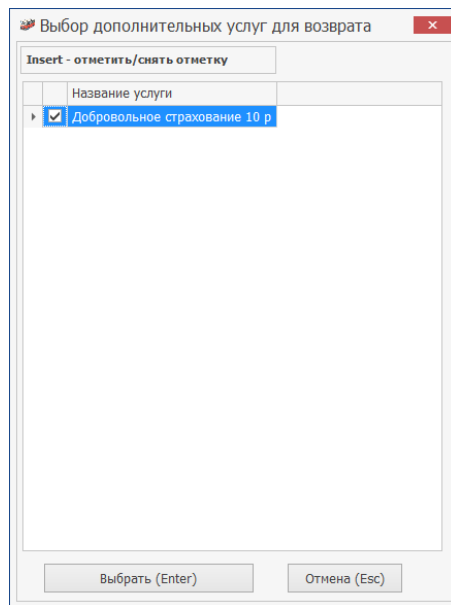 Выбор дополнительных услуг для возврата
Insert - отметить/снять отметку
Название услуги
Добровольное страхование 10 р
Выбрать (Enter)
Отмена (Esc)